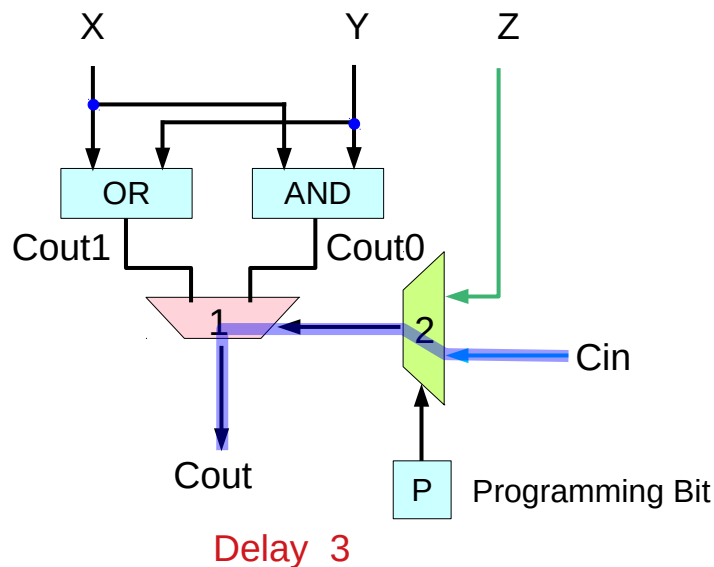 X Y Z
OR AND
Cout1 Cout0
1 2
Cin
Cout
P Programming Bit
Delay 3